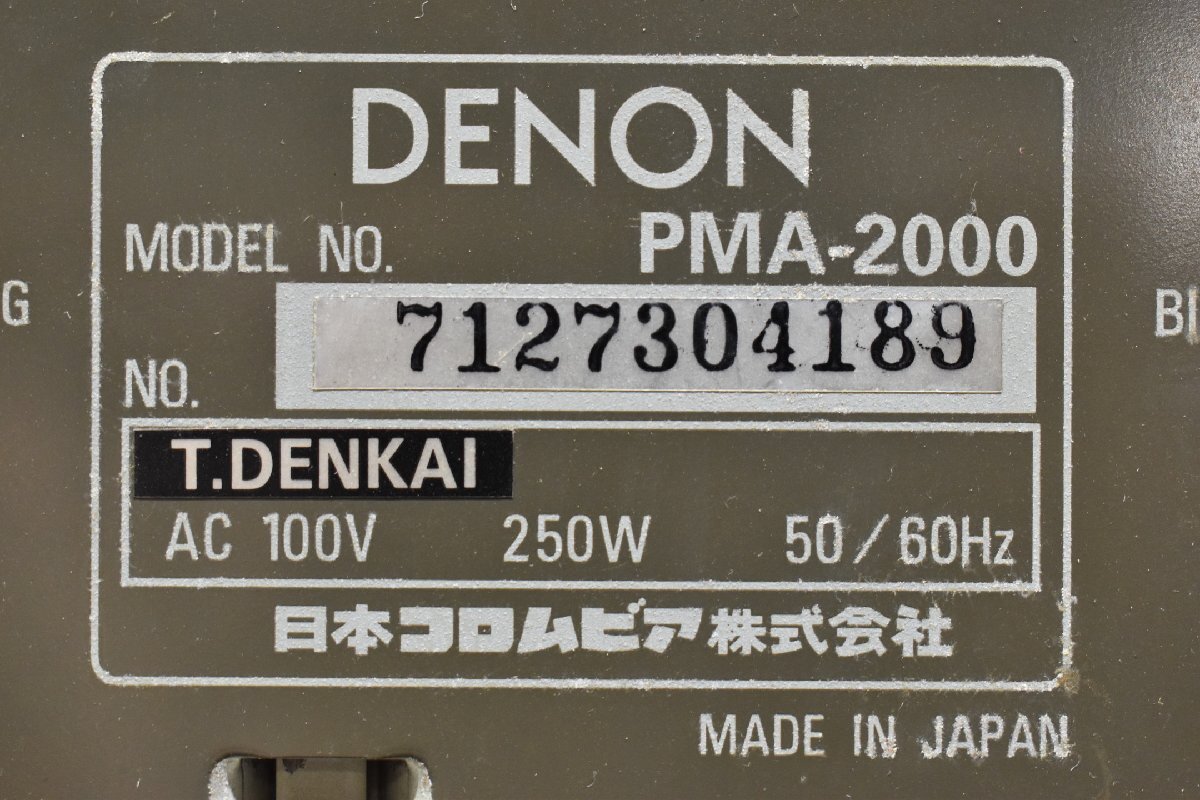 DENON
MODEL NO. PMA-2000
NO. 7127304189
T.DENKAI
AC 100V 250W 50/60Hz
日本コロムビア株式会社
MADE IN JAPAN
G